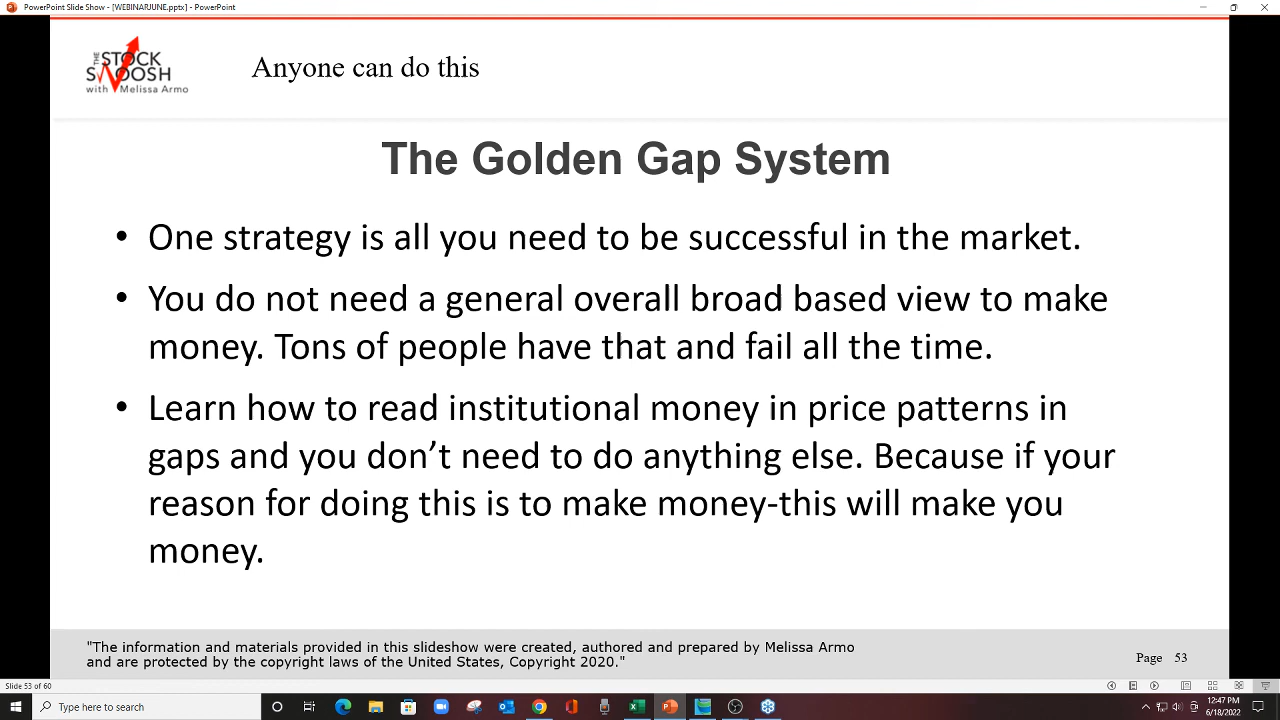 PowerPoint Slide Show - [WEBINARJUNE.pptx] - PowerPoint
THE STOCK
SWOOSH
with Melissa Armo
Anyone can do this
The Golden Gap System
• One strategy is all you need to be successful in the market.
• You do not need a general overall broad based view to make
money. Tons of people have that and fail all the time.
• Learn how to read institutional money in price patterns in
gaps and you don’t need to do anything else. Because if your
reason for doing this is to make money-this will make you
money.
"The information and materials provided in this slideshow were created, authored and prepared by Melissa Armo
and are protected by the copyright laws of the United States, Copyright 2020."
Page 53
Slide 53 of 60
Type here to search
12:47 PM
6/18/2022